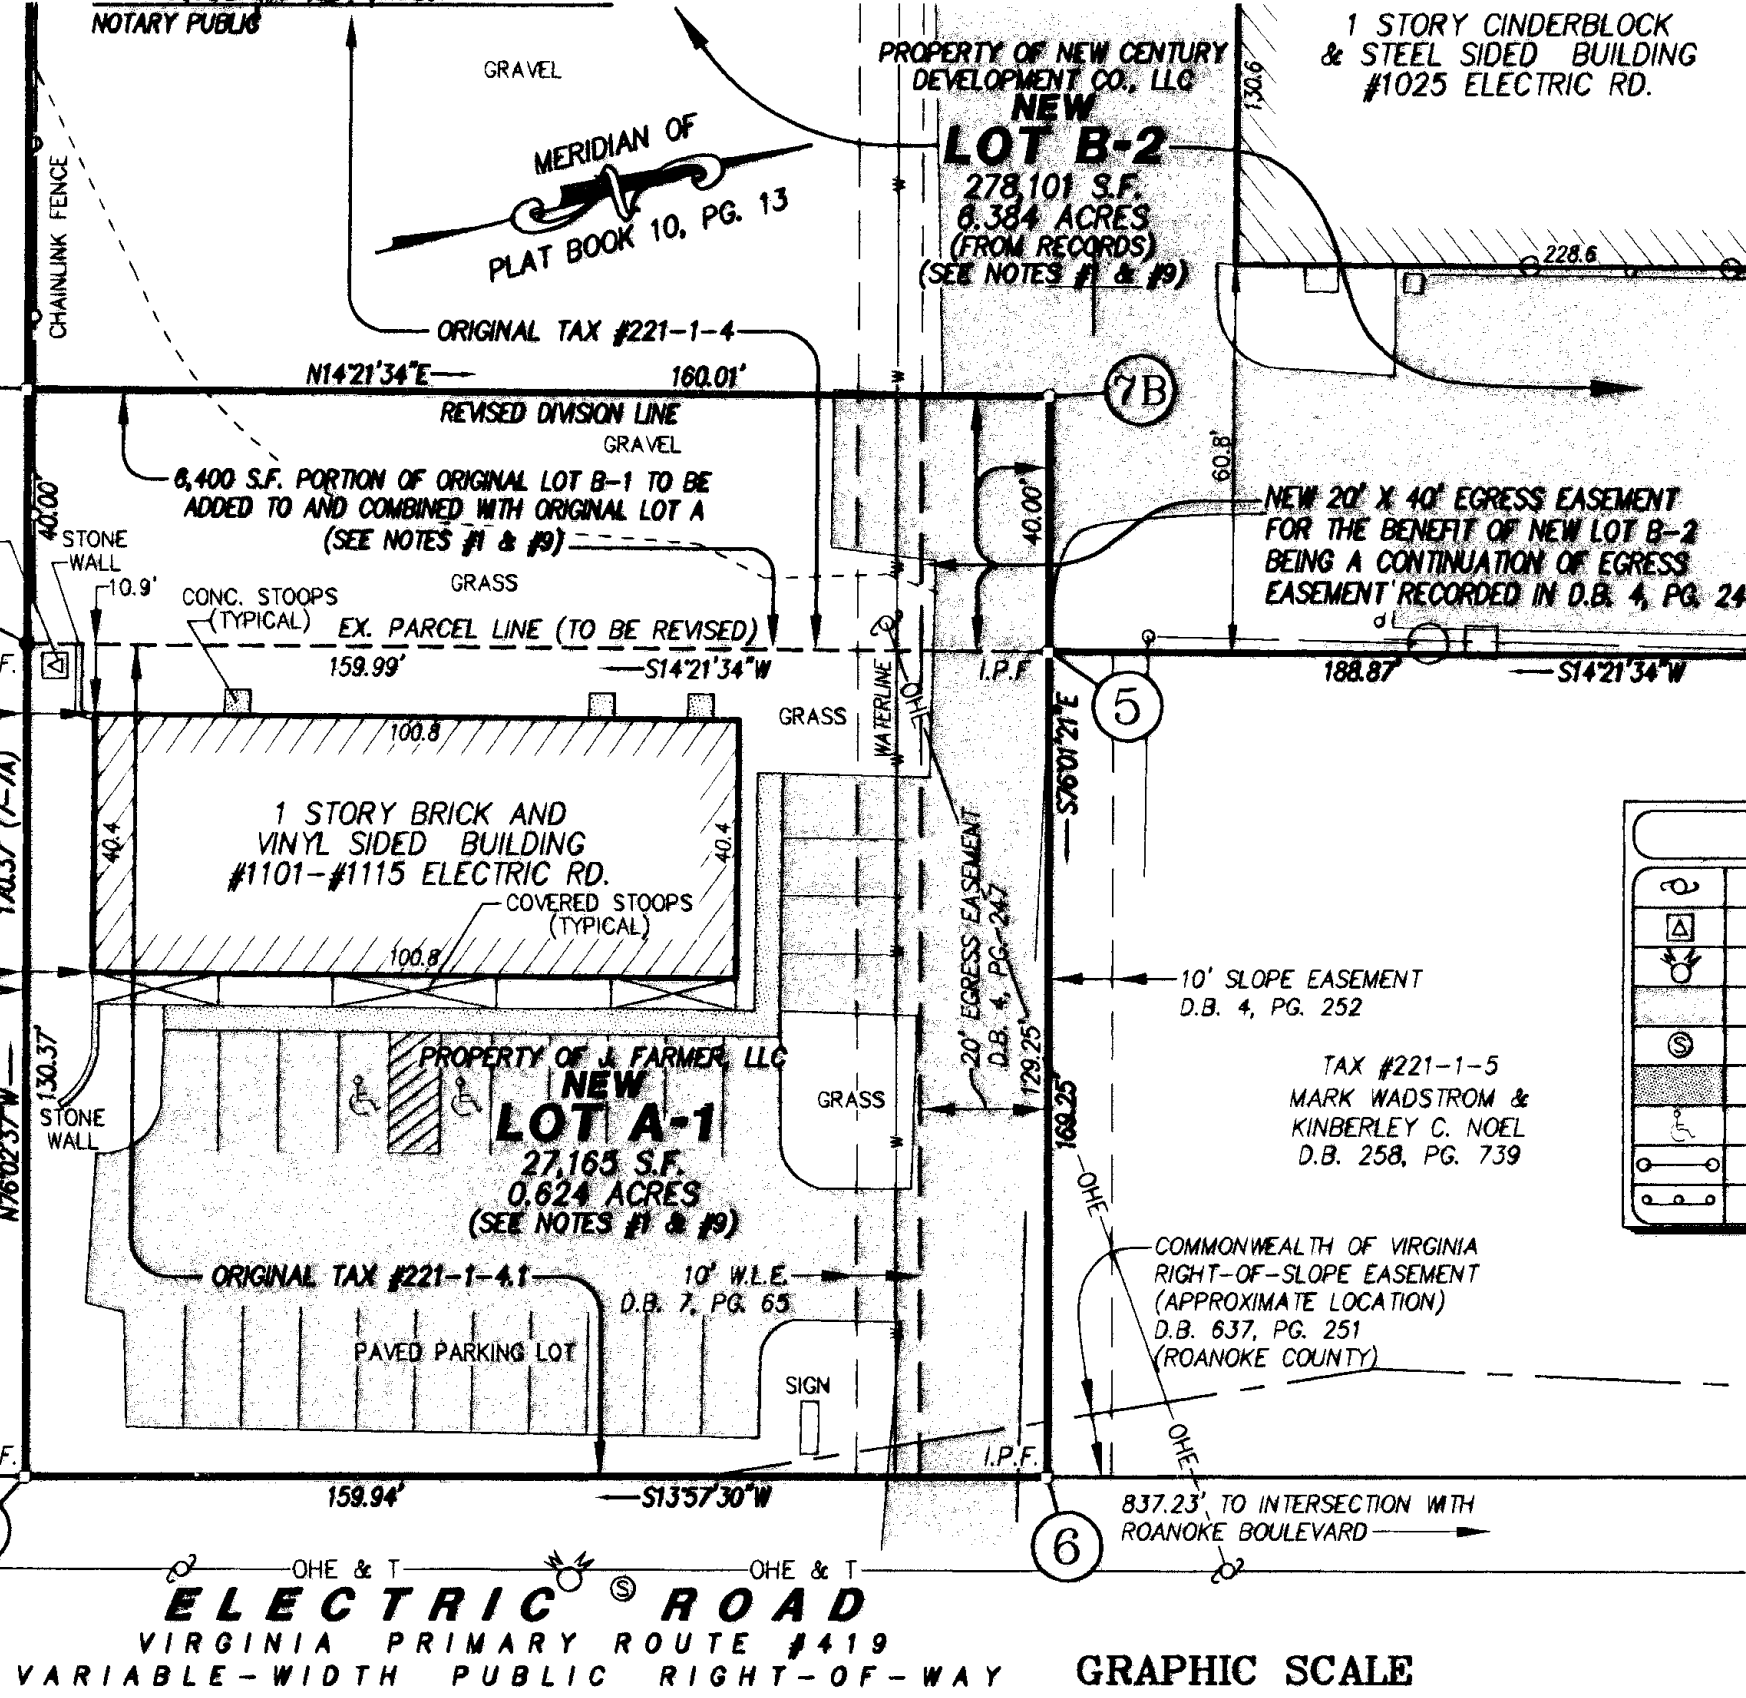 NOTARY PUBLIC
GRAVEL
PROPERTY OF NEW CENTURY
DEVELOPMENT CO., LLC
NEW
LOT B-2
278,101 S.F.
6.384 ACRES
(FROM RECORDS)
(SEE NOTES #1 & #9)
130.6
1 STORY CINDERBLOCK
& STEEL SIDED BUILDING
#1025 ELECTRIC RD.
228.6
CHAINLINK FENCE
MERIDIAN OF
PLAT BOOK 10, PG. 13
ORIGINAL TAX #221-1-4
N14°21'34"E
160.01'
REVISED DIVISION LINE
GRAVEL
7B
60.8'
6,400 S.F. PORTION OF ORIGINAL LOT B-1 TO BE
ADDED TO AND COMBINED WITH ORIGINAL LOT A
(SEE NOTES #1 & #9)
40.00'
40.00'
NEW 20' X 40' EGRESS EASEMENT
FOR THE BENEFIT OF NEW LOT B-2
BEING A CONTINUATION OF EGRESS
EASEMENT RECORDED IN D.B. 4, PG. 24
STONE
WALL
10.9'
GRASS
CONC. STOOPS
(TYPICAL)
EX. PARCEL LINE (TO BE REVISED)
159.99'
S14°21'34"W
I.P.F.
188.87'
S14°21'34"W
F.
5
GRASS
WATERLINE
OHE
S76°01'21"E
100.8
40.4
40.4
1 STORY BRICK AND
VINYL SIDED BUILDING
#1101-#1115 ELECTRIC RD.
COVERED STOOPS
(TYPICAL)
100.8
170.37' (7-7A)
N76°02'37"W
130.37'
20' EGRESS EASEMENT
D.B. 4, PG. 247
129.25'
169.25'
10' SLOPE EASEMENT
D.B. 4, PG. 252
S
STONE
WALL
PROPERTY OF J. FARMER, LLC
NEW
LOT A-1
27,165 S.F.
0.624 ACRES
(SEE NOTES #1 & #9)
GRASS
TAX #221-1-5
MARK WADSTROM &
KINBERLEY C. NOEL
D.B. 258, PG. 739
OHE
ORIGINAL TAX #221-1-4.1
10' W.L.E.
D.B. 7, PG. 65
COMMONWEALTH OF VIRGINIA
RIGHT-OF-SLOPE EASEMENT
(APPROXIMATE LOCATION)
D.B. 637, PG. 251
(ROANOKE COUNTY)
PAVED PARKING LOT
SIGN
OHE
F.
I.P.F.
159.94'
S13°57'30"W
837.23' TO INTERSECTION WITH
ROANOKE BOULEVARD
6
OHE & T
OHE & T
S
ELECTRIC ROAD
VIRGINIA PRIMARY ROUTE #419
VARIABLE-WIDTH PUBLIC RIGHT-OF-WAY
GRAPHIC SCALE